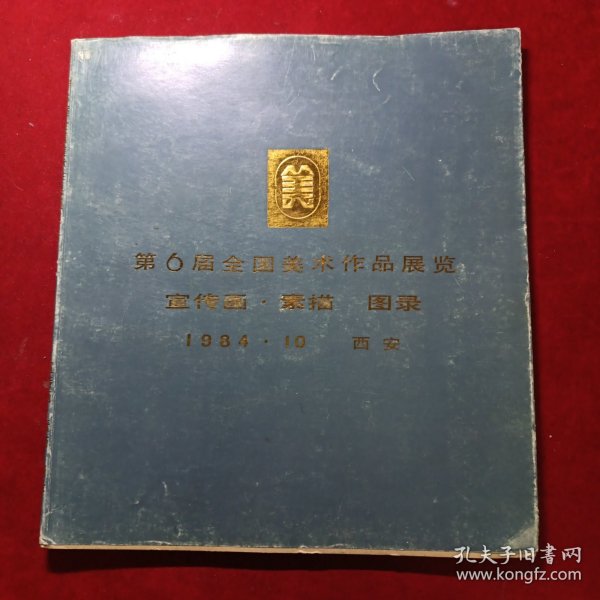 美
第6届全国美术作品展览
宣传画·素描 图录
1984·10 西安
孔夫子旧书网
www.kongfz.com